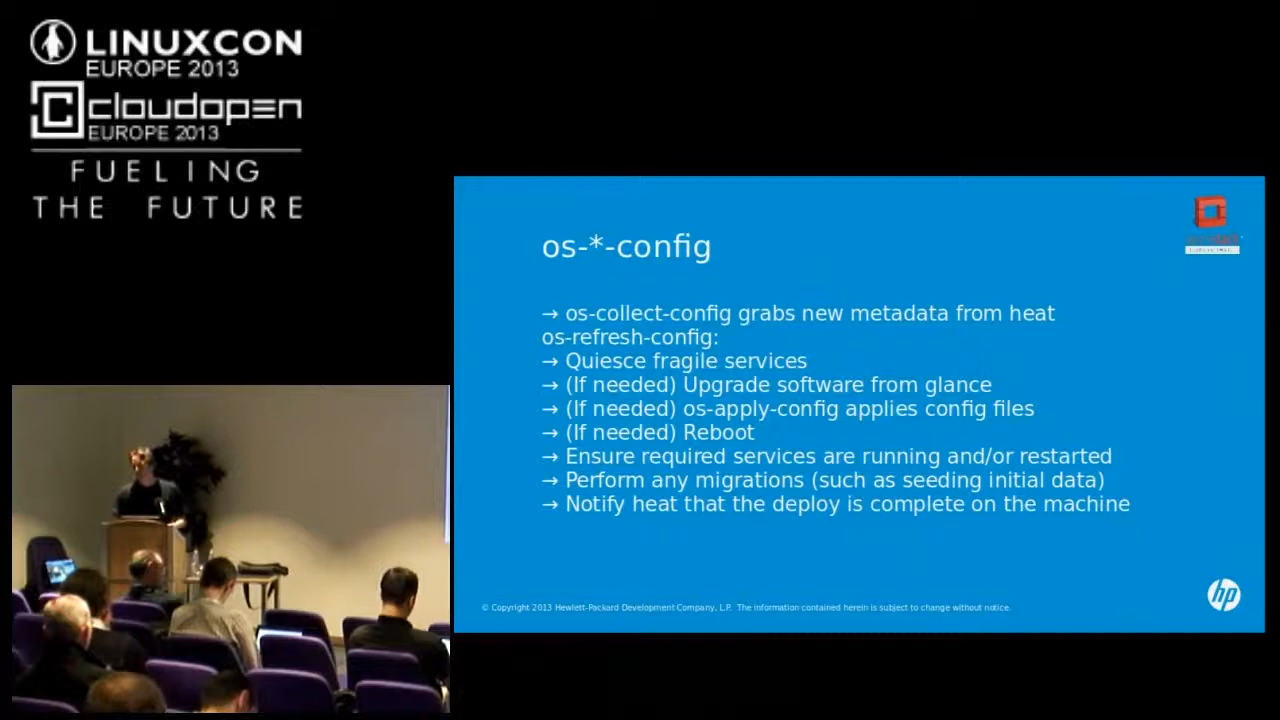 LINUXCON
EUROPE 2013
cloudopen
EUROPE 2013
FUELING
THE FUTURE
os-*-config
→ os-collect-config grabs new metadata from heat
os-refresh-config:
→ Quiesce fragile services
→ (If needed) Upgrade software from glance
→ (If needed) os-apply-config applies config files
→ (If needed) Reboot
→ Ensure required services are running and/or restarted
→ Perform any migrations (such as seeding initial data)
→ Notify heat that the deploy is complete on the machine
© Copyright 2013 Hewlett-Packard Development Company, L.P. The information contained herein is subject to change without notice.
hp